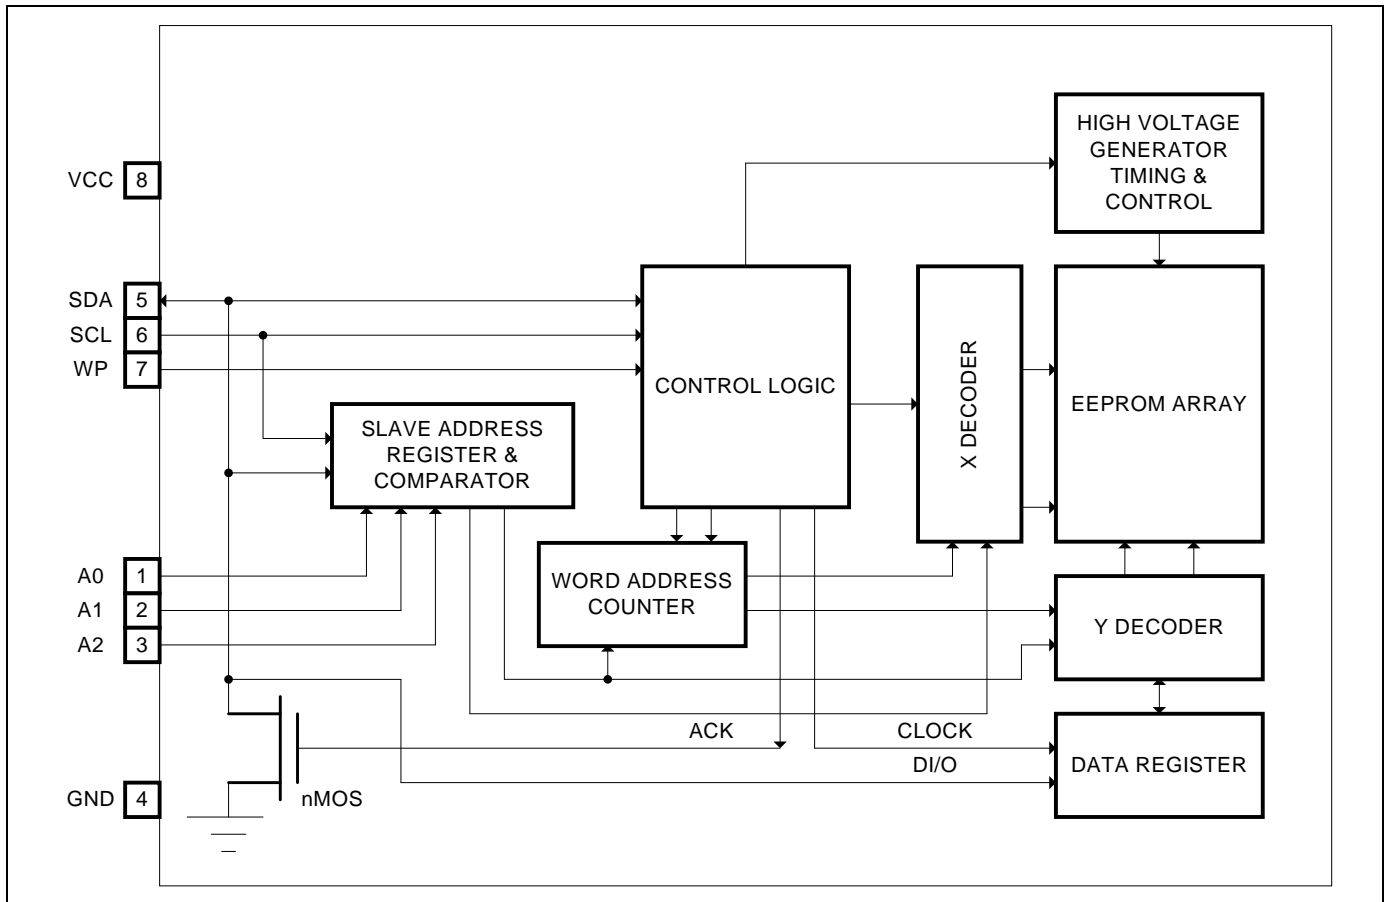 HIGH VOLTAGE
GENERATOR
TIMING &
CONTROL
VCC 8
SDA 5
SCL 6
WP 7
CONTROL LOGIC
X DECODER
EEPROM ARRAY
SLAVE ADDRESS
REGISTER &
COMPARATOR
A0 1
A1 2
A2 3
WORD ADDRESS
COUNTER
Y DECODER
ACK
CLOCK
DI/O
DATA REGISTER
GND 4
nMOS